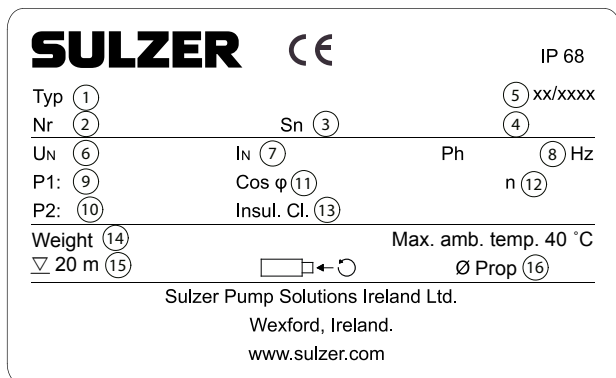 SULZER CE IP 68
Typ 1 5 xx/xxxx
Nr 2 Sn 3 4
UN 6 IN 7 Ph 8 Hz
P1: 9 Cos φ 11 n 12
P2: 10 Insul. Cl. 13
Weight 14 Max. amb. temp. 40 °C
▽ 20 m 15 Ø Prop 16
Sulzer Pump Solutions Ireland Ltd.
Wexford, Ireland.
www.sulzer.com